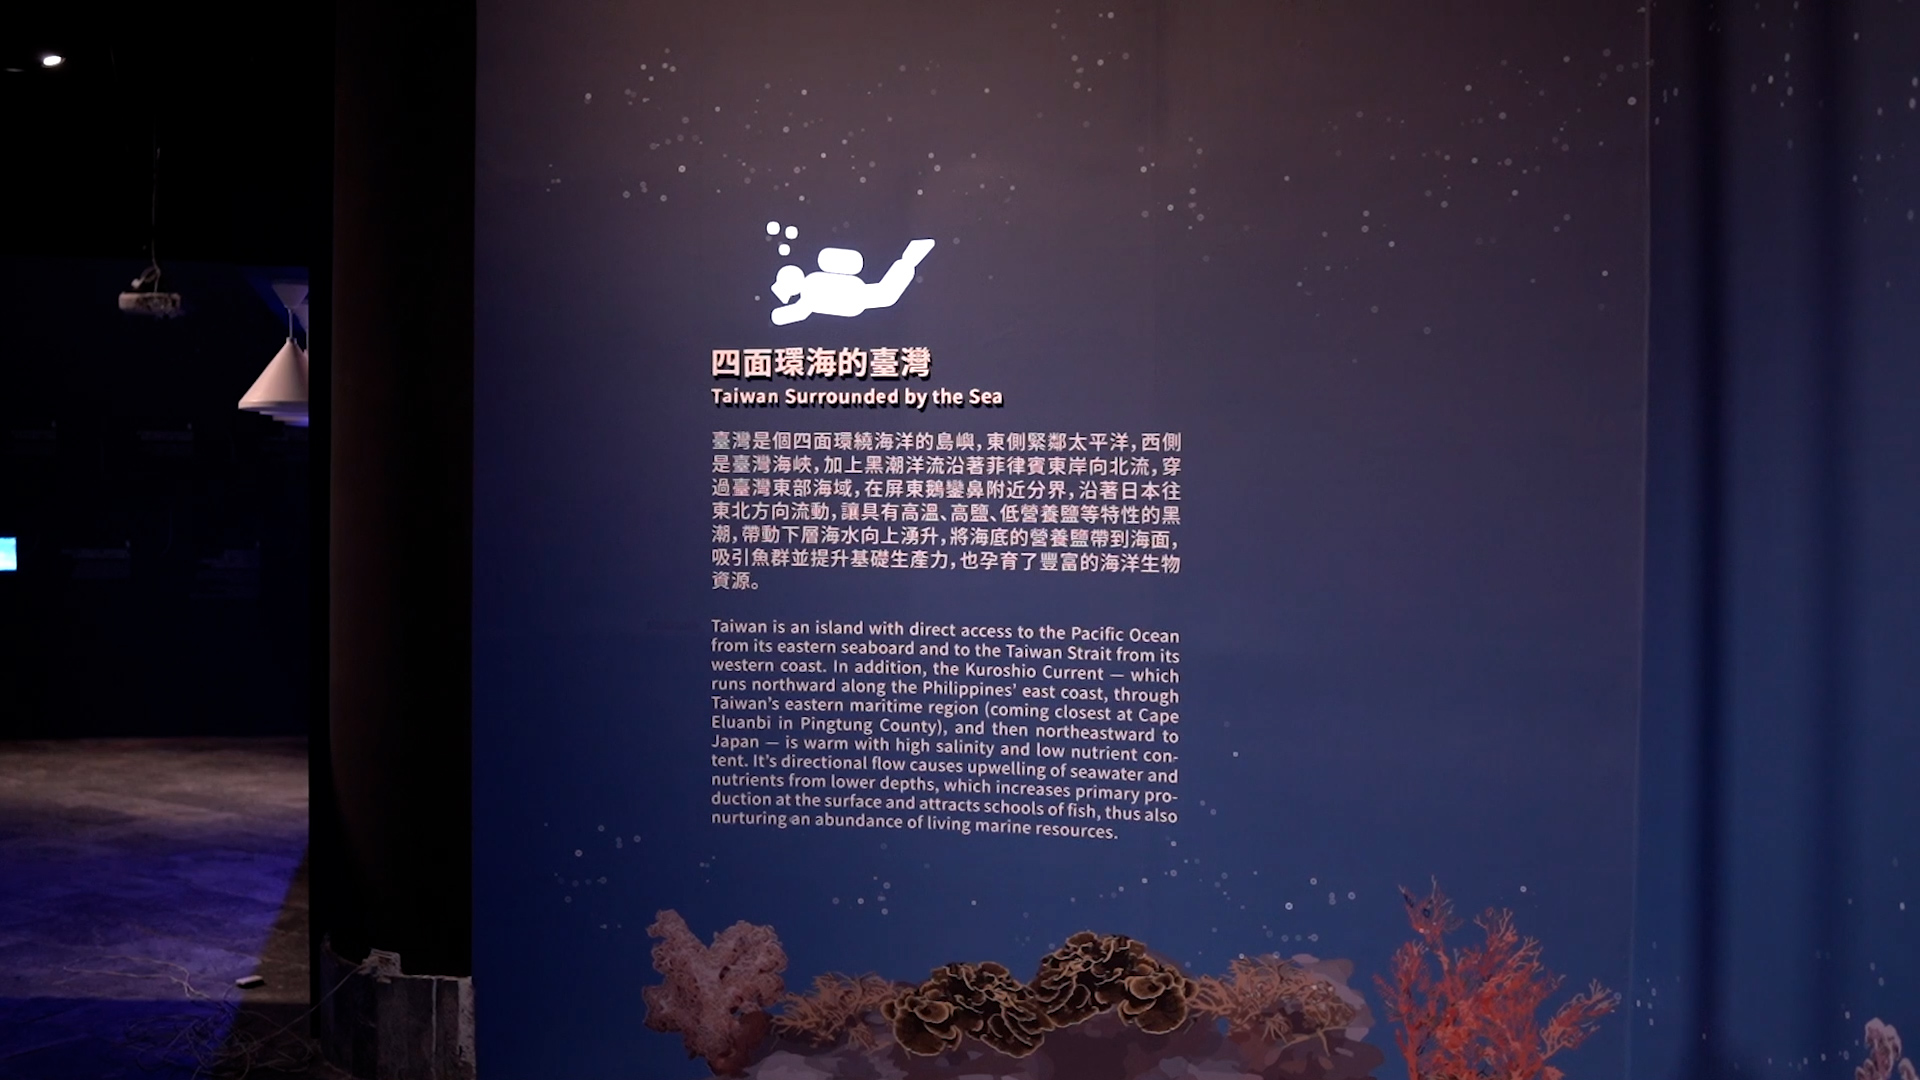 四面環海的臺灣
Taiwan Surrounded by the Sea
臺灣是個四面環繞海洋的島嶼,東側緊鄰太平洋,西側
是臺灣海峽,加上黑潮洋流沿著菲律賓東岸向北流,穿
過臺灣東部海域,在屏東鵝鑾鼻附近分界,沿著日本往
東北方向流動,讓具有高溫、高鹽、低營養鹽等特性的黑
潮,帶動下層海水向上湧升,將海底的營養鹽帶到海面,
吸引魚群並提升基礎生產力,也孕育了豐富的海洋生物
資源。
Taiwan is an island with direct access to the Pacific Ocean
from its eastern seaboard and to the Taiwan Strait from its
western coast. In addition, the Kuroshio Current — which
runs northward along the Philippines’ east coast, through
Taiwan’s eastern maritime region (coming closest at Cape
Eluanbi in Pingtung County), and then northeastward to
Japan — is warm with high salinity and low nutrient con-
tent. It’s directional flow causes upwelling of seawater and
nutrients from lower depths, which increases primary pro-
duction at the surface and attracts schools of fish, thus also
nurturing an abundance of living marine resources.